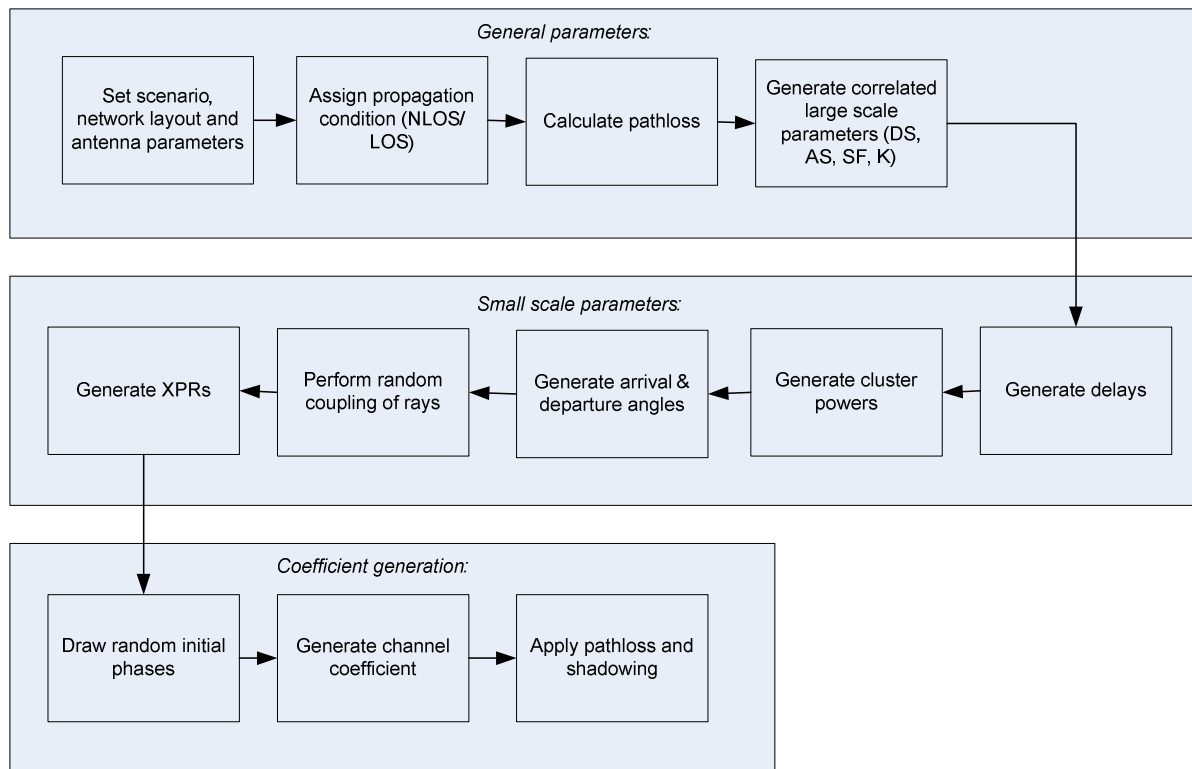 General parameters:
Set scenario,
network layout and
antenna parameters
Assign propagation
condition (NLOS/
LOS)
Calculate pathloss
Generate correlated
large scale
parameters (DS,
AS, SF, K)
Small scale parameters:
Generate XPRs
Perform random
coupling of rays
Generate arrival &
departure angles
Generate cluster
powers
Generate delays
Coefficient generation:
Draw random initial
phases
Generate channel
coefficient
Apply pathloss and
shadowing